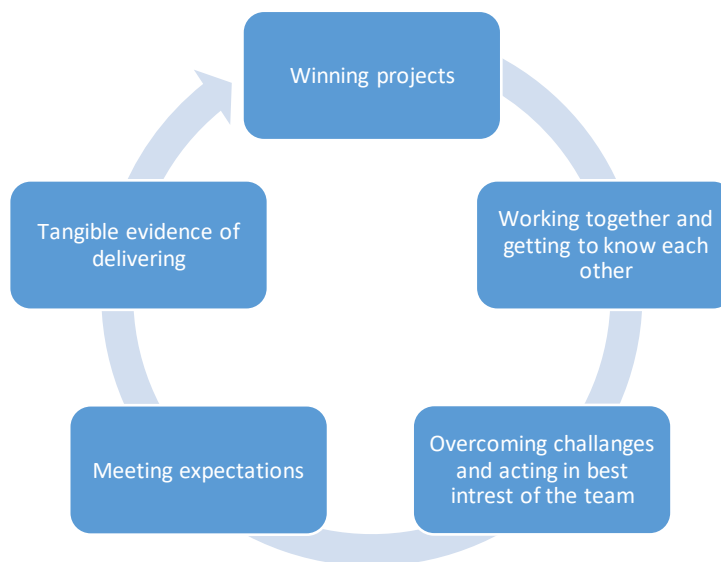 Winning projects
Working together and
getting to know each
other
Overcoming challanges
and acting in best
intrest of the team
Meeting expectations
Tangible evidence of
delivering